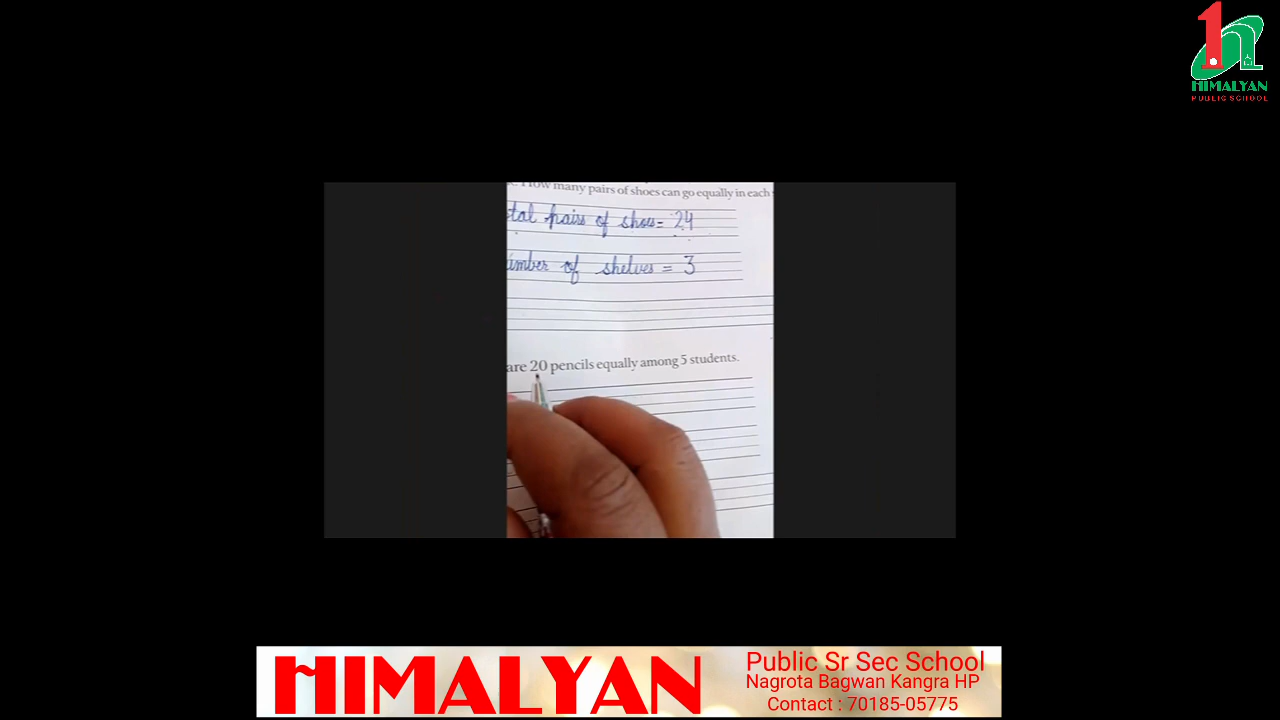 HIMALYAN
PUBLIC SCHOOL
How many pairs of shoes can go equally in each
tal pairs of shoes = 24
umber of shelves = 3
are 20 pencils equally among 5 students.
HIMALYAN
Public Sr Sec School
Nagrota Bagwan Kangra HP
Contact : 70185-05775